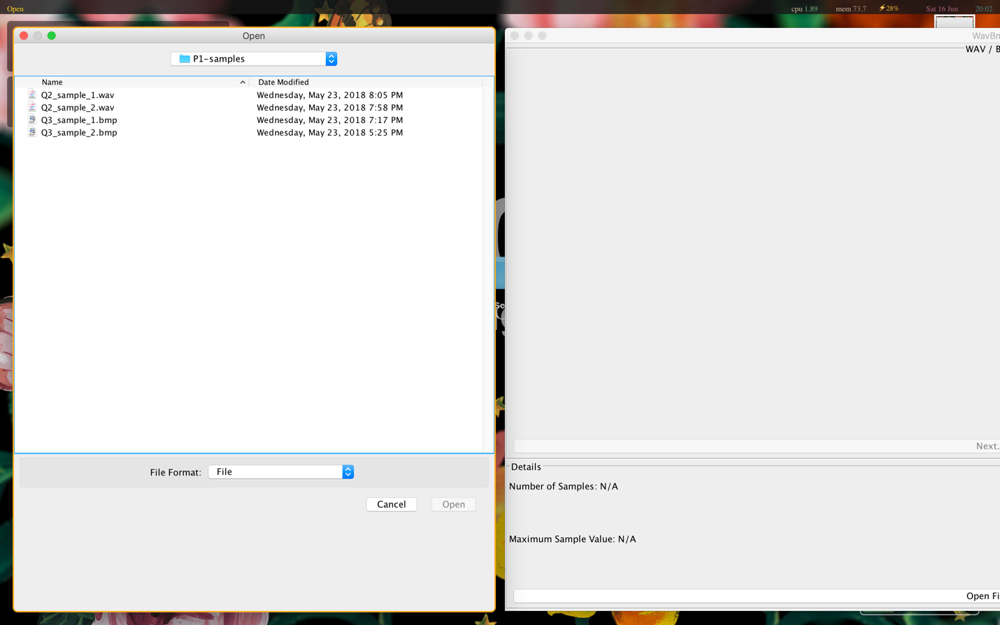 Open
cpu 1.89 mem 73.7 ⚡28% Sat 16 Jun 20:02
Open
P1-samples
Name Date Modified
Q2_sample_1.wav Wednesday, May 23, 2018 8:05 PM
Q2_sample_2.wav Wednesday, May 23, 2018 7:58 PM
Q3_sample_1.bmp Wednesday, May 23, 2018 7:17 PM
Q3_sample_2.bmp Wednesday, May 23, 2018 5:25 PM
File Format: File
Cancel Open
Sc
WavBm
WAV / B
Next.
Details
Number of Samples: N/A
Maximum Sample Value: N/A
Open Fi